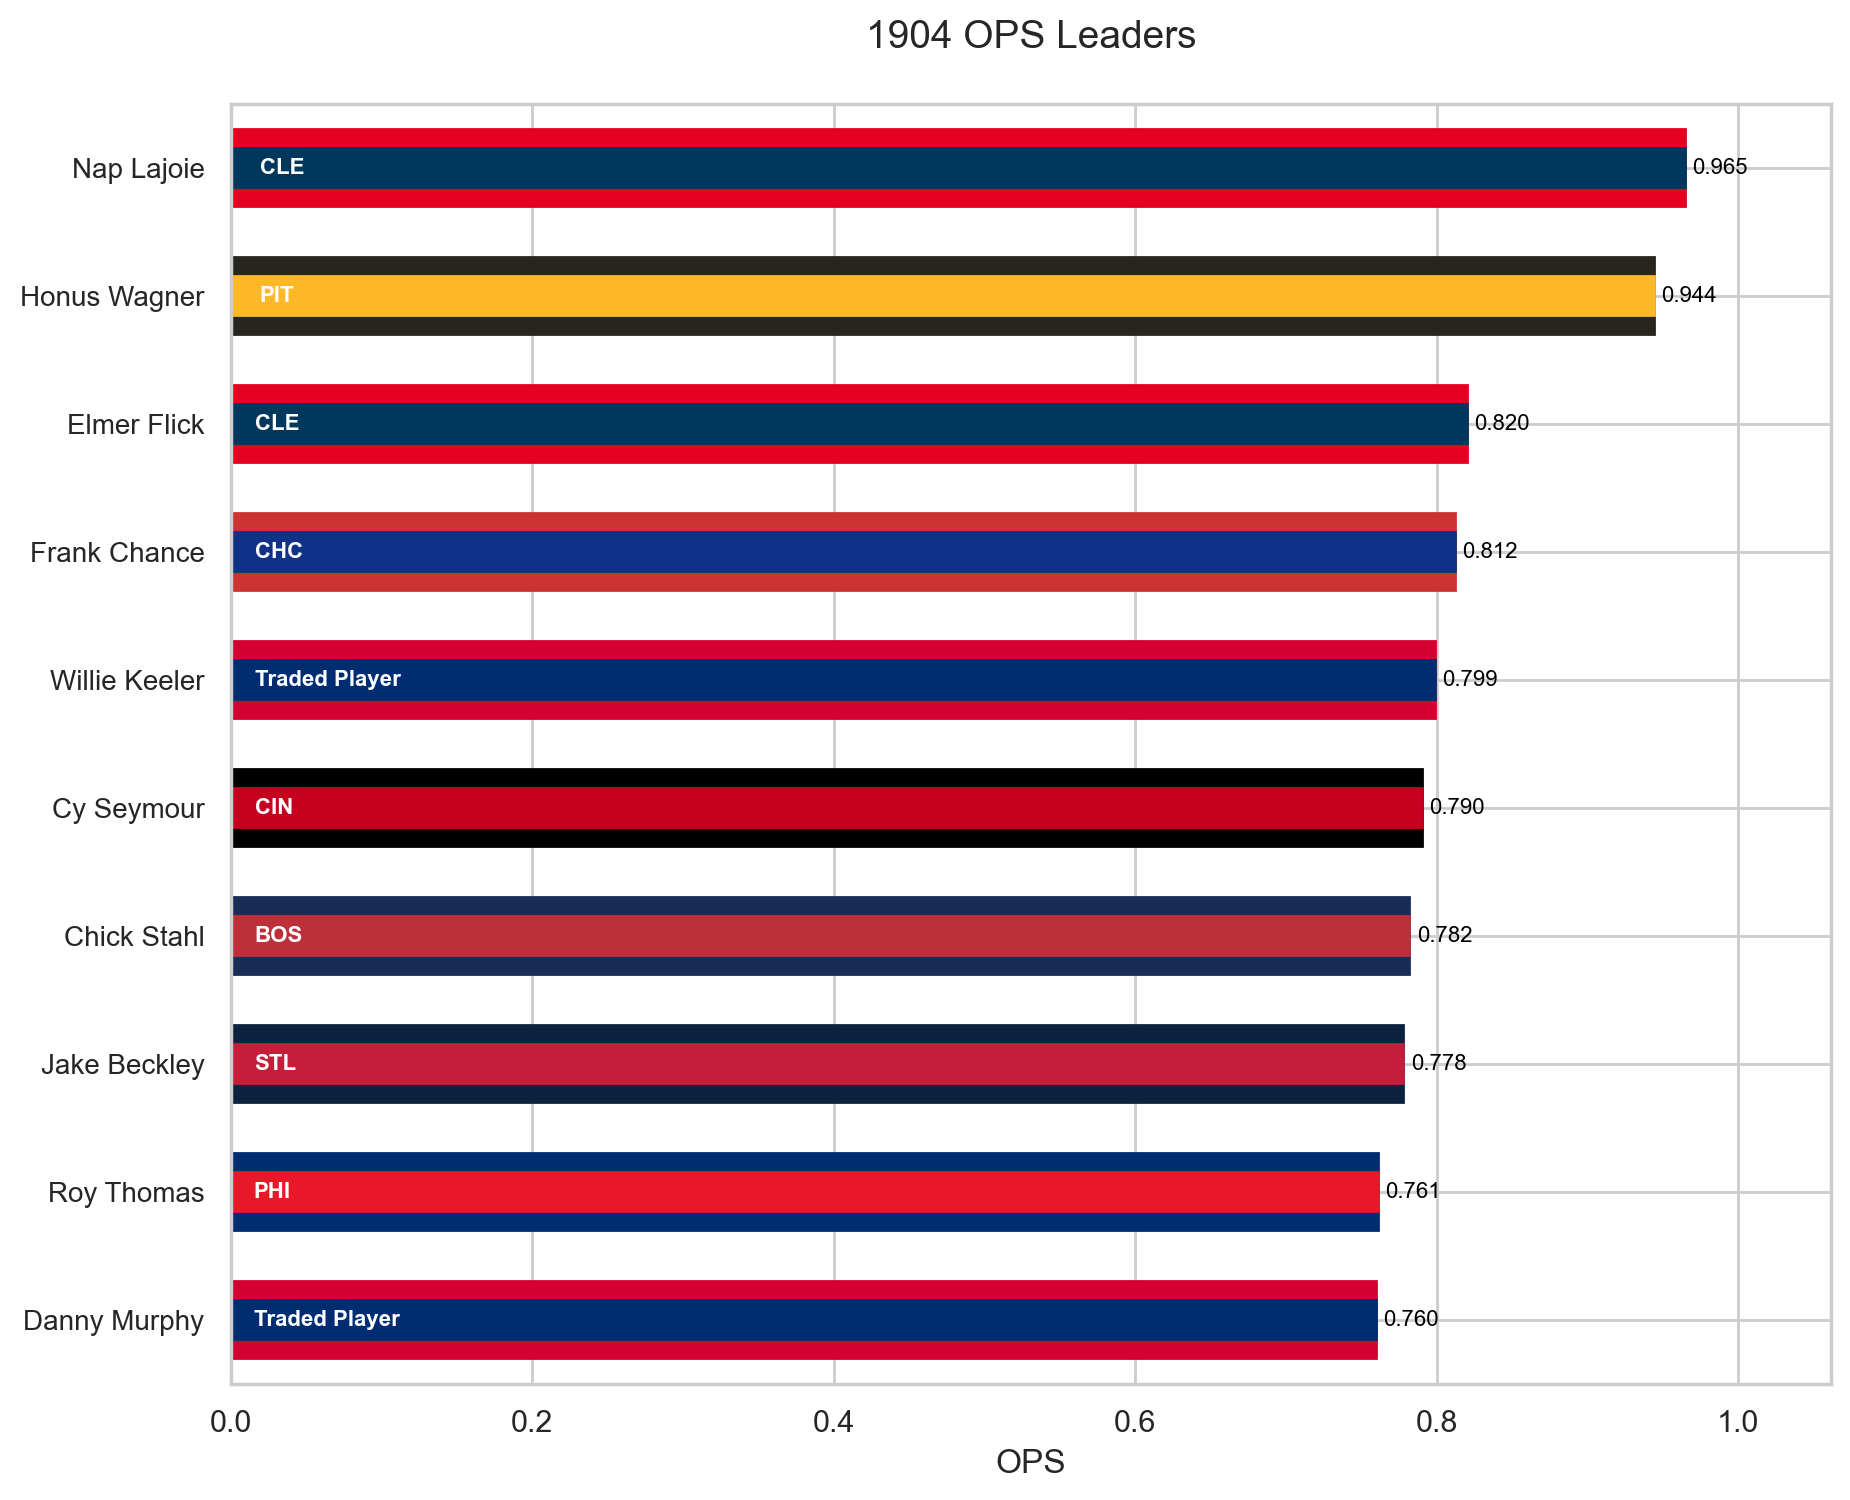 1904 OPS Leaders
Nap Lajoie CLE 0.965
Honus Wagner PIT 0.944
Elmer Flick CLE 0.820
Frank Chance CHC 0.812
Willie Keeler Traded Player 0.799
Cy Seymour CIN 0.790
Chick Stahl BOS 0.782
Jake Beckley STL 0.778
Roy Thomas PHI 0.761
Danny Murphy Traded Player 0.760
0.0 0.2 0.4 0.6 0.8 1.0
OPS